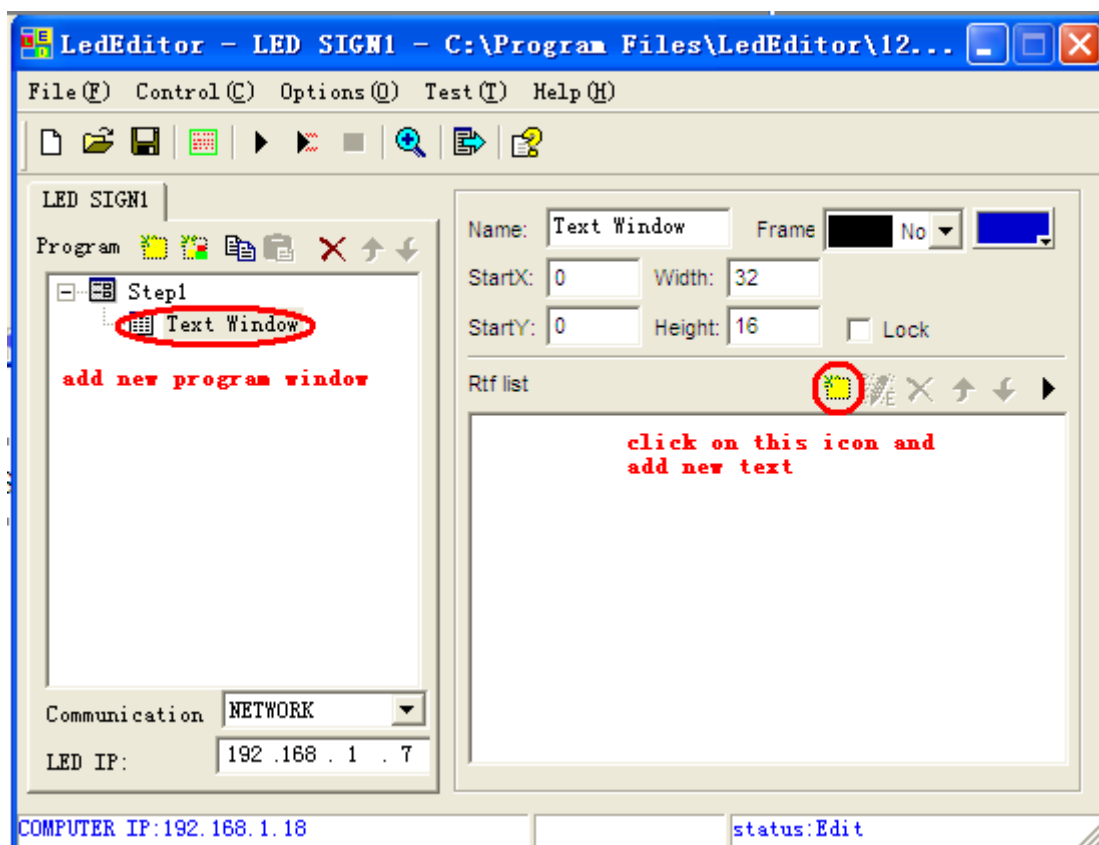 LedEditor - LED SIGN1 - C:\Program Files\LedEditor\12...
File(F) Control(C) Options(O) Test(T) Help(H)
LED SIGN1
Program
Step1
Text Window
add new program window
Communication NETWORK
LED IP: 192 .168 . 1 . 7
Name: Text Window Frame No
StartX: 0 Width: 32
StartY: 0 Height: 16 Lock
Rtf list
click on this icon and
add new text
COMPUTER IP:192.168.1.18
status:Edit